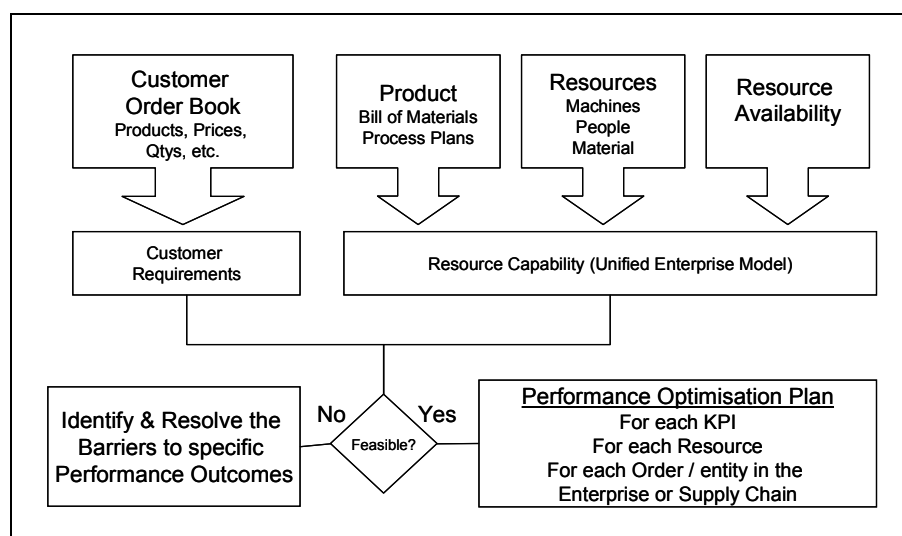 Customer
Order Book
Products, Prices,
Qtys, etc.
Product
Bill of Materials
Process Plans
Resources
Machines
People
Material
Resource
Availability
Customer
Requirements
Resource Capability (Unified Enterprise Model)
Identify & Resolve the
Barriers to specific
Performance Outcomes
No
Feasible?
Yes
Performance Optimisation Plan
For each KPI
For each Resource
For each Order / entity in the
Enterprise or Supply Chain